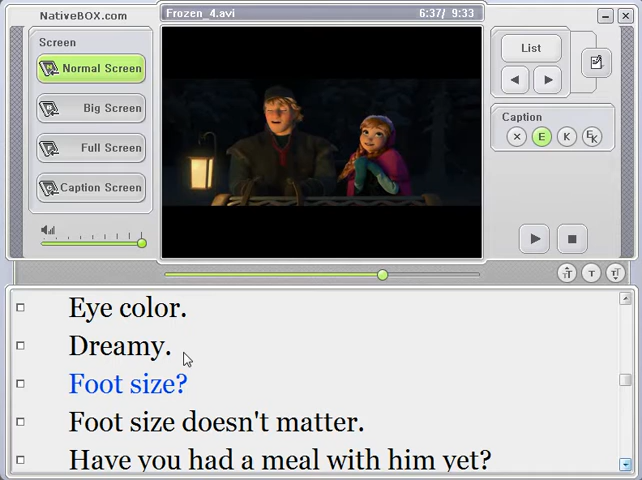 NativeBOX.com
Frozen_4.avi
6:37/ 9:33
Screen
Normal Screen
Big Screen
Full Screen
Caption Screen
List
Caption
X
E
K
EK
T
T
T
Eye color.
Dreamy.
Foot size?
Foot size doesn't matter.
Have you had a meal with him yet?